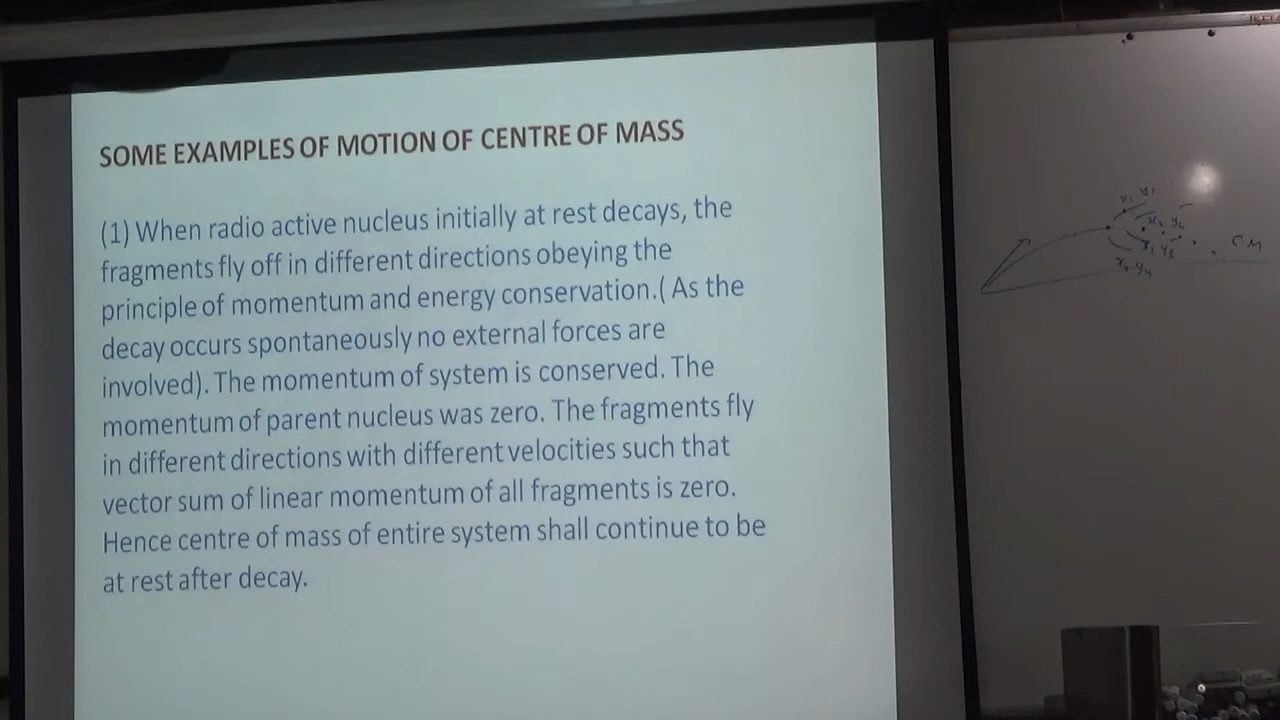 SOME EXAMPLES OF MOTION OF CENTRE OF MASS
(1) When radio active nucleus initially at rest decays, the
fragments fly off in different directions obeying the
principle of momentum and energy conservation.( As the
decay occurs spontaneously no external forces are
involved). The momentum of system is conserved. The
momentum of parent nucleus was zero. The fragments fly
in different directions with different velocities such that
vector sum of linear momentum of all fragments is zero.
Hence centre of mass of entire system shall continue to be
at rest after decay.
x₁ y₁
x₄ y₄
CM